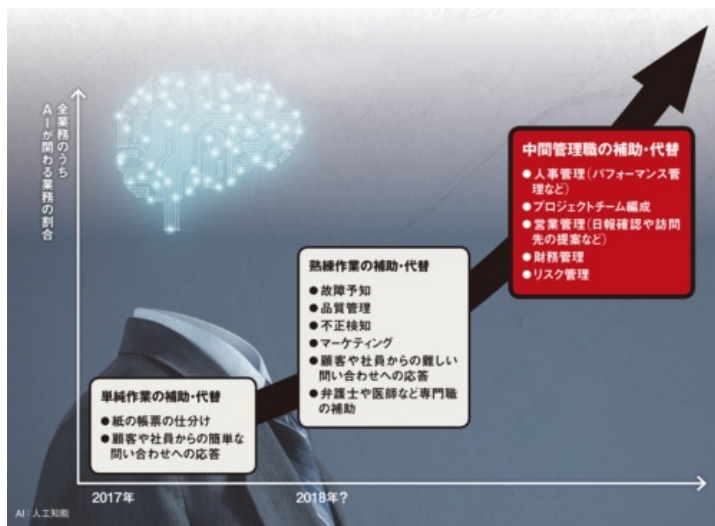 全業務のうち
AIが関わる業務の割合
中間管理職の補助・代替
●人事管理（パフォーマンス管
理など）
●プロジェクトチーム編成
●営業管理（日報確認や訪問
先の提案など）
●財務管理
●リスク管理
熟練作業の補助・代替
●故障予知
●品質管理
●不正検知
●マーケティング
●顧客や社員からの難しい
問い合わせへの応答
●弁護士や医師など専門職
の補助
単純作業の補助・代替
●紙の帳票の仕分け
●顧客や社員からの簡単な
問い合わせへの応答
2017年
2018年？
AI：人工知能